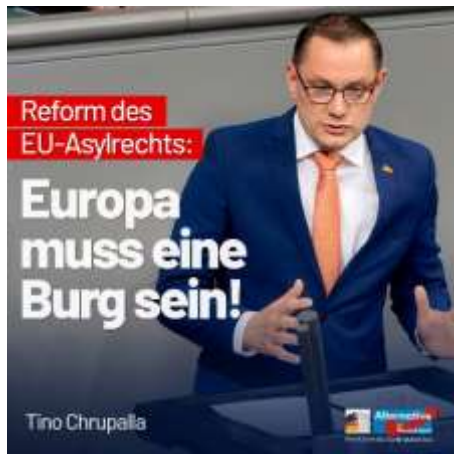 Reform des
EU-Asylrechts:
Europa
muss eine
Burg sein!
Tino Chrupalla
Alternative